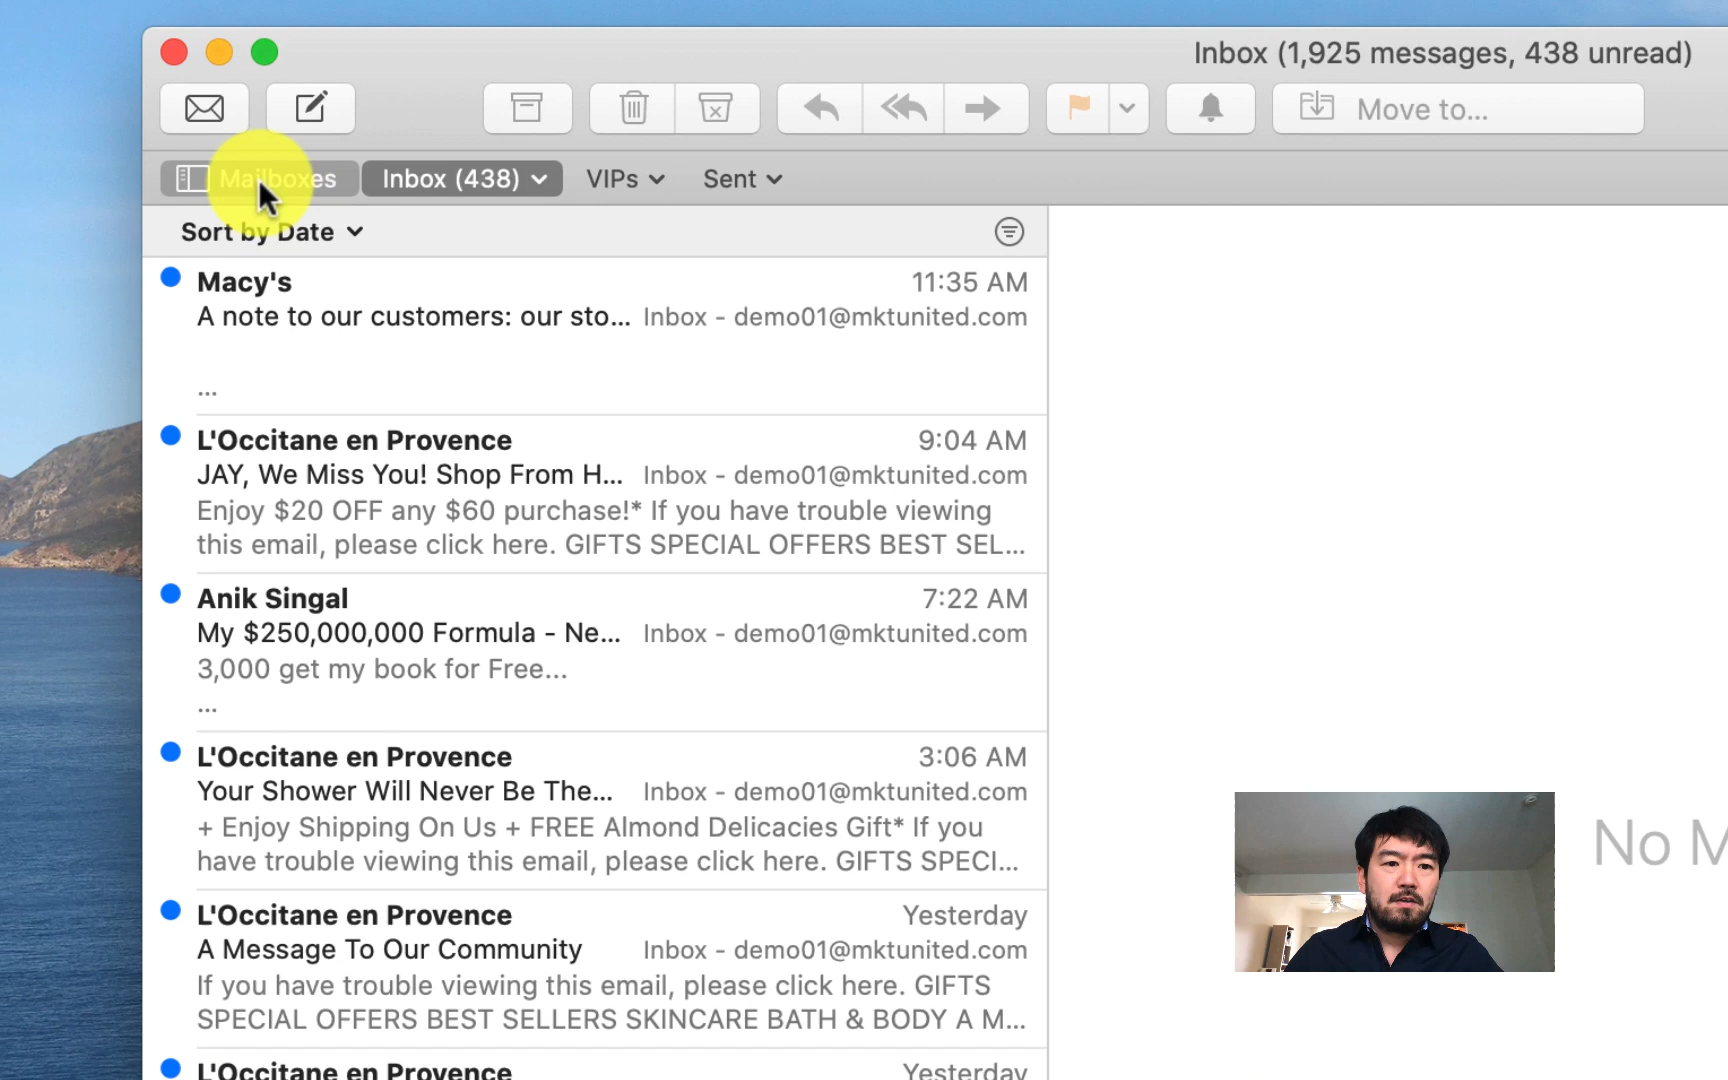 Inbox (1,925 messages, 438 unread)
Move to...
Mailboxes
Inbox (438)
VIPs
Sent
Sort by Date
Macy's 11:35 AM
A note to our customers: our sto... Inbox - demo01@mktunited.com
...
L'Occitane en Provence 9:04 AM
JAY, We Miss You! Shop From H... Inbox - demo01@mktunited.com
Enjoy $20 OFF any $60 purchase!* If you have trouble viewing
this email, please click here. GIFTS SPECIAL OFFERS BEST SEL...
Anik Singal 7:22 AM
My $250,000,000 Formula - Ne... Inbox - demo01@mktunited.com
3,000 get my book for Free...
...
L'Occitane en Provence 3:06 AM
Your Shower Will Never Be The... Inbox - demo01@mktunited.com
+ Enjoy Shipping On Us + FREE Almond Delicacies Gift* If you
have trouble viewing this email, please click here. GIFTS SPECI...
L'Occitane en Provence Yesterday
A Message To Our Community Inbox - demo01@mktunited.com
If you have trouble viewing this email, please click here. GIFTS
SPECIAL OFFERS BEST SELLERS SKINCARE BATH & BODY A M...
No M
L'Occitane en Provence Yesterday